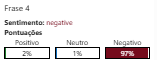 Frase 4
Sentimento: negative
Pontuações
Positivo Neutro Negativo
2% 1% 97%